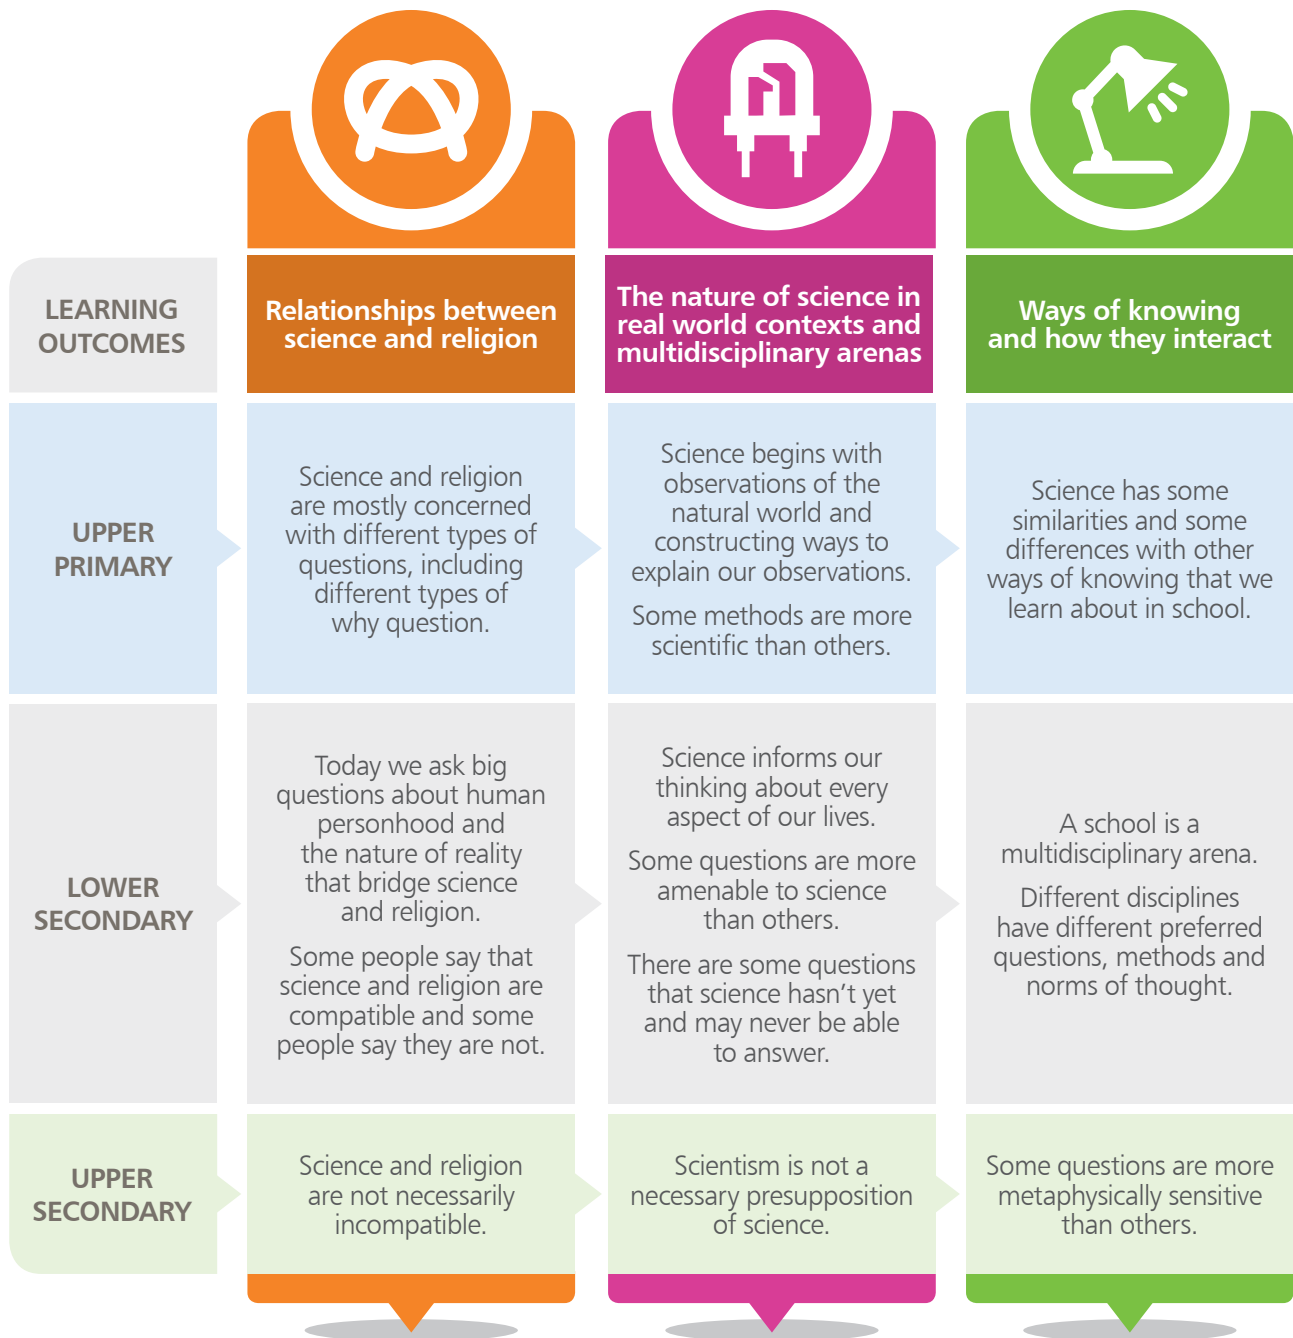 LEARNING
OUTCOMES
Relationships between
science and religion
The nature of science in
real world contexts and
multidisciplinary arenas
Ways of knowing
and how they interact
UPPER
PRIMARY
Science and religion
are mostly concerned
with different types of
questions, including
different types of
why question.
Science begins with
observations of the
natural world and
constructing ways to
explain our observations.
Some methods are more
scientific than others.
Science has some
similarities and some
differences with other
ways of knowing that we
learn about in school.
LOWER
SECONDARY
Today we ask big
questions about human
personhood and
the nature of reality
that bridge science
and religion.
Some people say that
science and religion are
compatible and some
people say they are not.
Science informs our
thinking about every
aspect of our lives.
Some questions are more
amenable to science
than others.
There are some questions
that science hasn’t yet
and may never be able
to answer.
A school is a
multidisciplinary arena.
Different disciplines
have different preferred
questions, methods and
norms of thought.
UPPER
SECONDARY
Science and religion
are not necessarily
incompatible.
Scientism is not a
necessary presupposition
of science.
Some questions are more
metaphysically sensitive
than others.